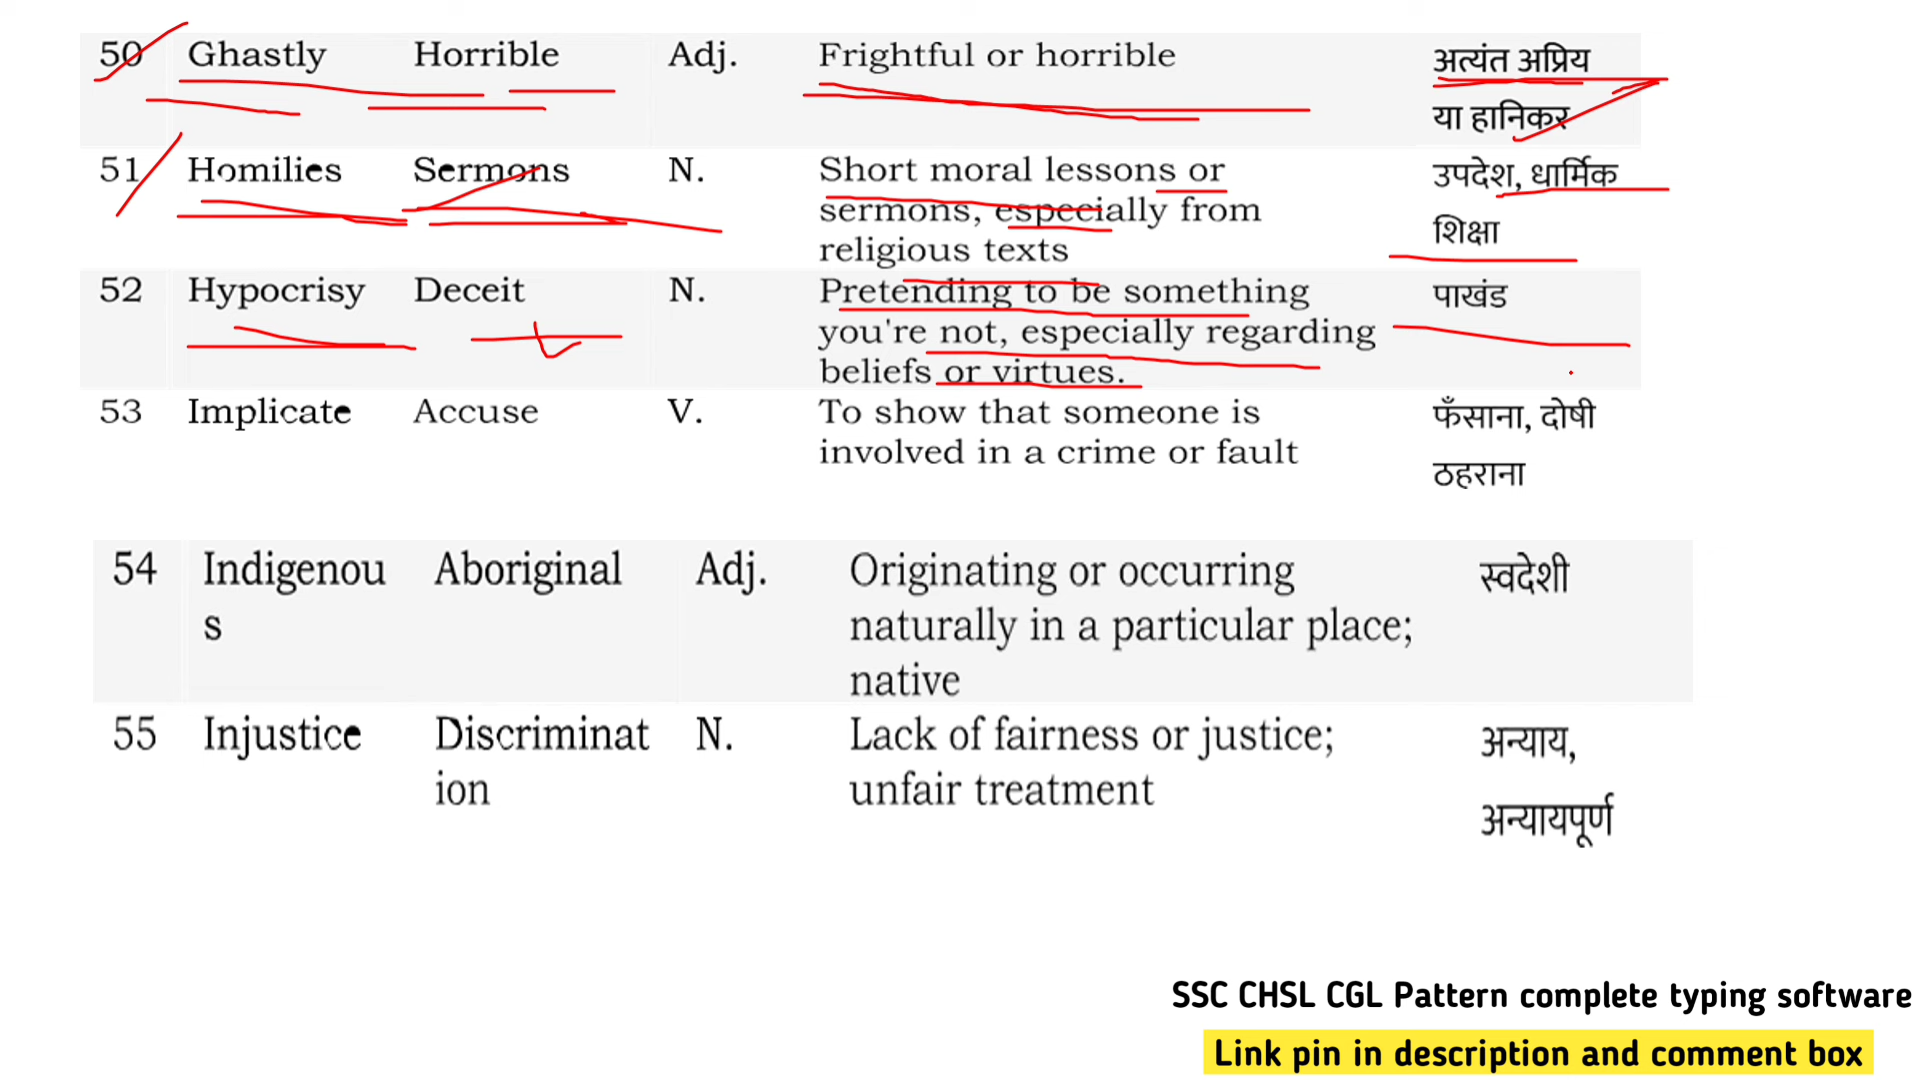 50 Ghastly Horrible Adj. Frightful or horrible अत्यंत अप्रिय
या हानिकर
51 Homilies Sermons N. Short moral lessons or उपदेश, धार्मिक
sermons, especially from
religious texts शिक्षा
52 Hypocrisy Deceit N. Pretending to be something पाखंड
you're not, especially regarding
beliefs or virtues.
53 Implicate Accuse V. To show that someone is फँसाना, दोषी
involved in a crime or fault ठहराना
54 Indigenou Aboriginal Adj. Originating or occurring स्वदेशी
s naturally in a particular place;
native
55 Injustice Discriminat N. Lack of fairness or justice; अन्याय,
ion unfair treatment अन्यायपूर्ण
SSC CHSL CGL Pattern complete typing software
Link pin in description and comment box